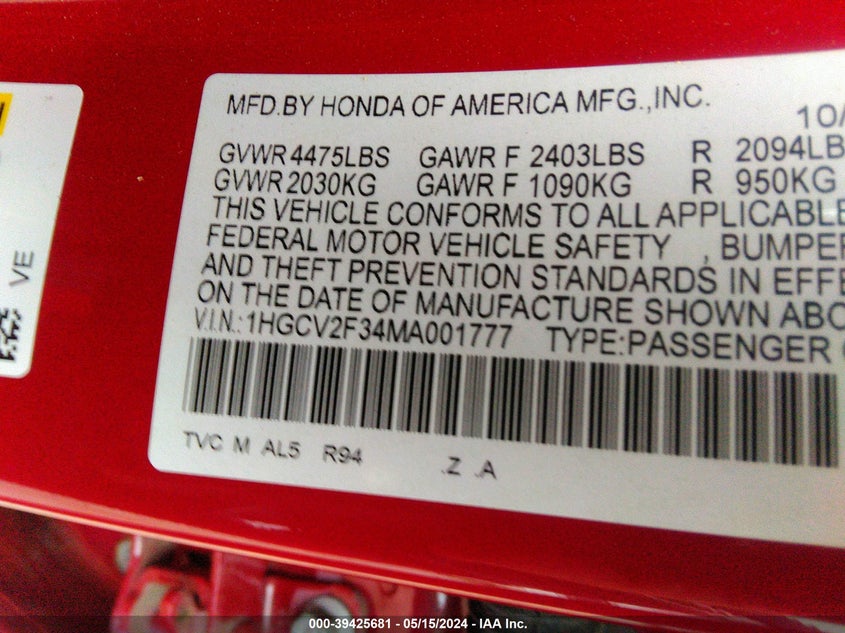 MFD.BY HONDA OF AMERICA MFG.,INC. 10/
GVWR 4475LBS GAWR F 2403LBS R 2094LB
GVWR 2030KG GAWR F 1090KG R 950KG
THIS VEHICLE CONFORMS TO ALL APPLICABLE
FEDERAL MOTOR VEHICLE SAFETY , BUMPER
AND THEFT PREVENTION STANDARDS IN EFFE
ON THE DATE OF MANUFACTURE SHOWN ABO
V.I.N.:1HGCV2F34MA001777 TYPE:PASSENGER
TVC M AL5 R94 .Z .A
VE
000-39425681 - 05/15/2024 - IAA Inc.